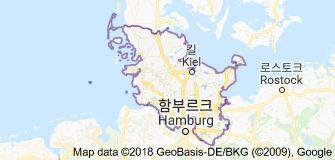 킬
Kiel
로스토크
Rostock
함부르크
Hamburg
Map data ©2018 GeoBasis-DE/BKG (©2009), Google